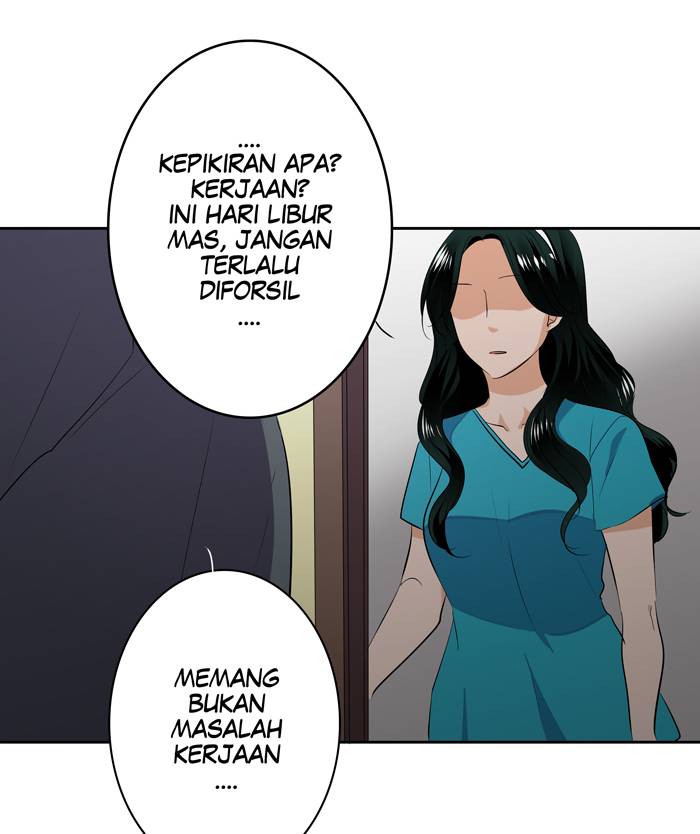 ....
KEPIKIRAN APA?
KERJAAN?
INI HARI LIBUR
MAS, JANGAN
TERLALU
DIFORSIL
....
MEMANG
BUKAN
MASALAH
KERJAAN
....